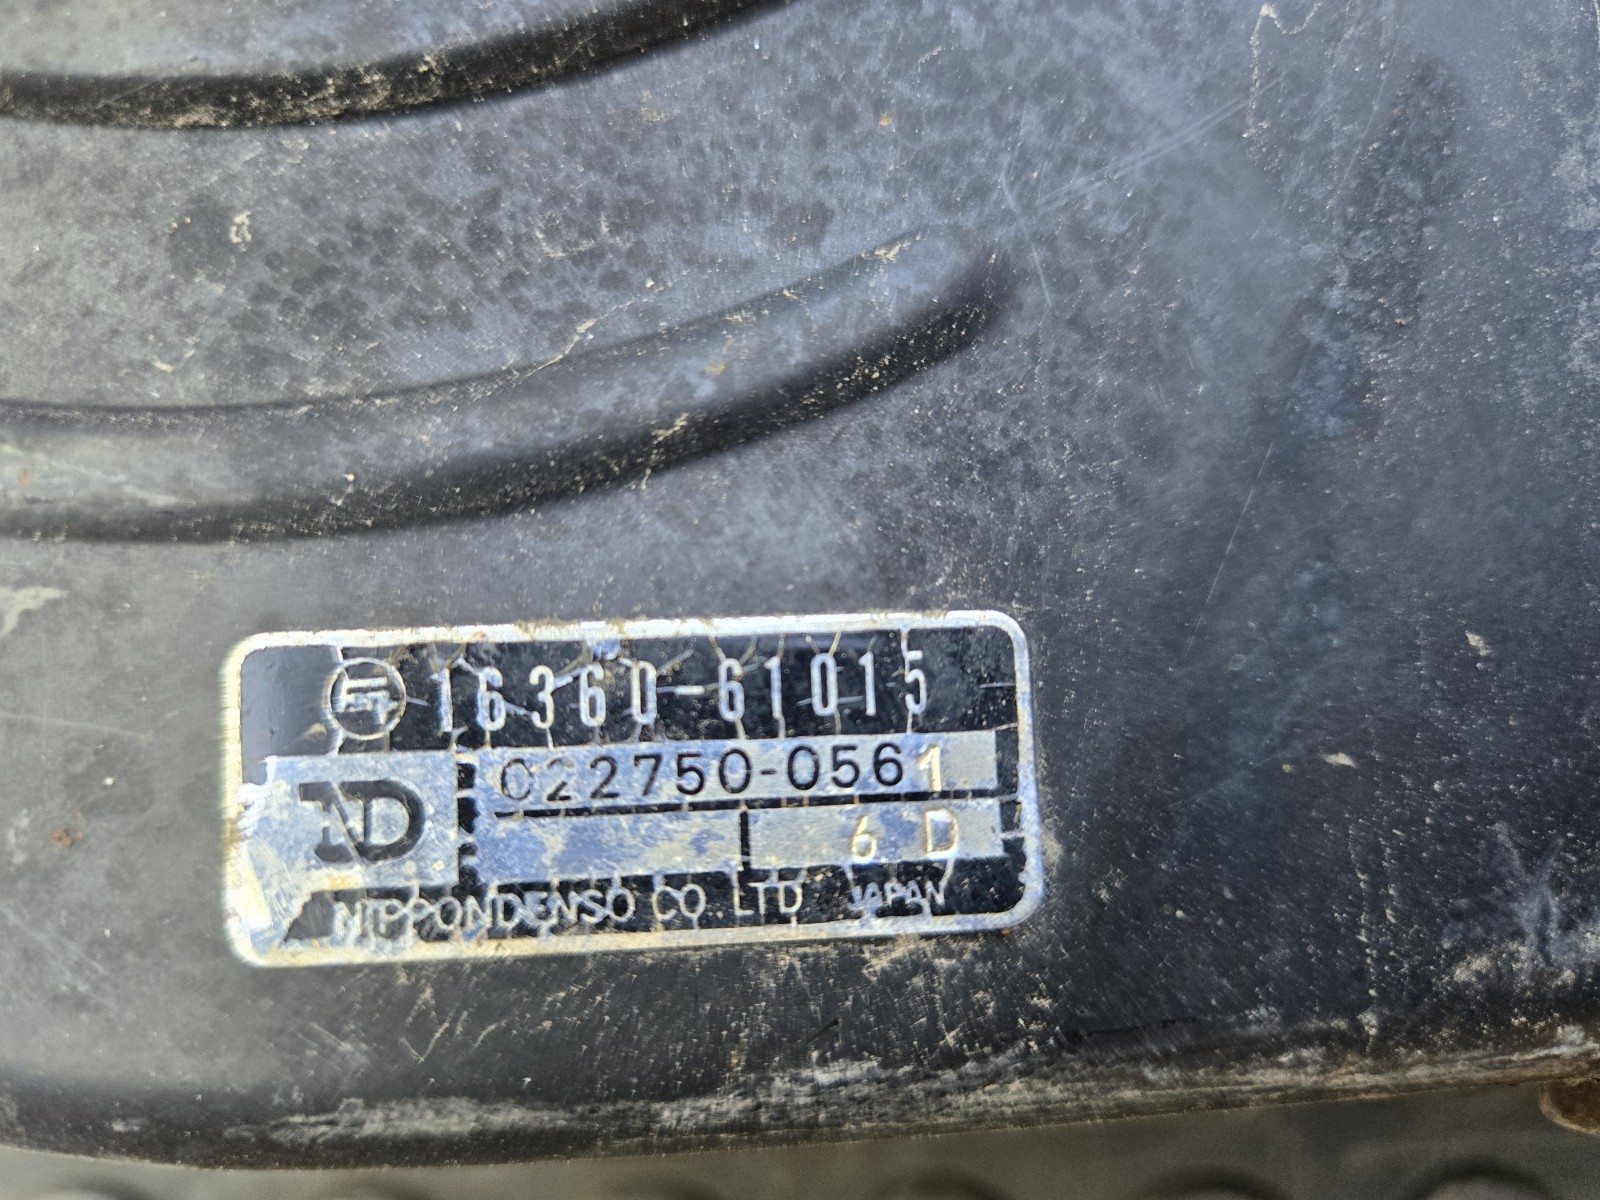 16360-61015
022750-0561
ND
6 D
NIPPONDENSO CO.LTD JAPAN